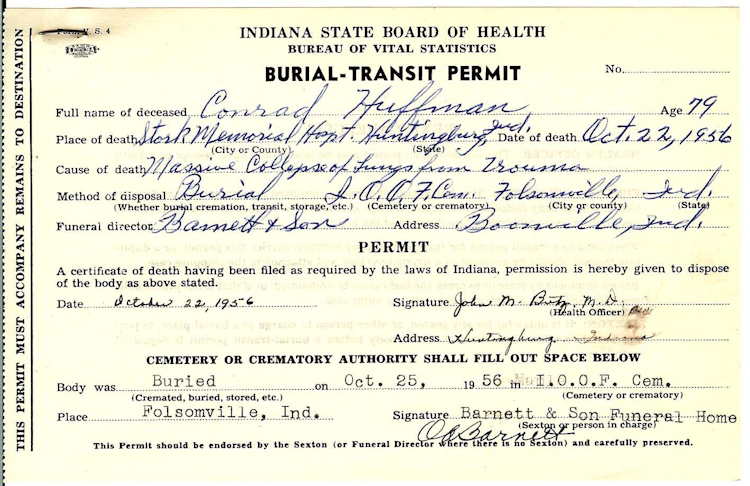 Form V. S. 4
INDIANA STATE BOARD OF HEALTH
BUREAU OF VITAL STATISTICS
BURIAL-TRANSIT PERMIT
No.
Full name of deceased Conrad Huffman Age 79
Place of death Stork Memorial Hospt. Huntingburg, Ind. Date of death Oct. 22, 1956
(City or County) (State)
Cause of death Massive Collapse of Lungs from Trouma
Method of disposal Burial I.O.O.F. Cem. Folsomville, Ind.
(Whether burial cremation, transit, storage, etc.) (Cemetery or crematory) (City or county) (State)
Funeral director Barnett & Son Address Boonville, Ind.
PERMIT
A certificate of death having been filed as required by the laws of Indiana, permission is hereby given to dispose
of the body as above stated.
Date October 22, 1956 Signature John M. M.D.
(Health Officer)
Address Huntingburg Indiana
CEMETERY OR CREMATORY AUTHORITY SHALL FILL OUT SPACE BELOW
Body was Buried on Oct. 25, 1956 in I.O.O.F. Cem.
(Cremated, buried, stored, etc.) (Cemetery or crematory)
Place Folsomville, Ind. Signature Barnett & Son Funeral Home
(Sexton or person in charge)
Barnett
This Permit should be endorsed by the Sexton (or Funeral Director where there is no Sexton) and carefully preserved.
THIS PERMIT MUST ACCOMPANY REMAINS TO DESTINATION